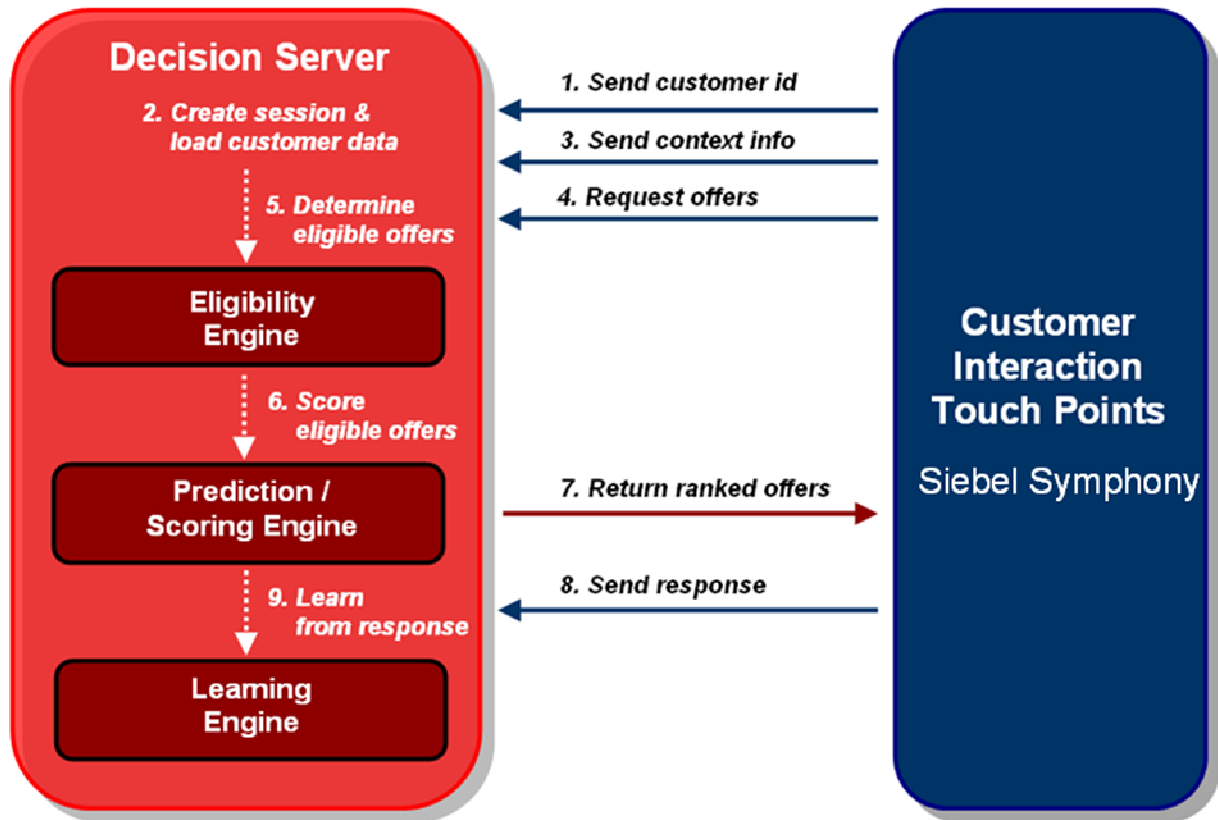 Decision Server
2. Create session &
load customer data
5. Determine
eligible offers
Eligibility
Engine
6. Score
eligible offers
Prediction /
Scoring Engine
9. Learn
from response
Learning
Engine
1. Send customer id
3. Send context info
4. Request offers
7. Return ranked offers
8. Send response
Customer
Interaction
Touch Points
Siebel Symphony